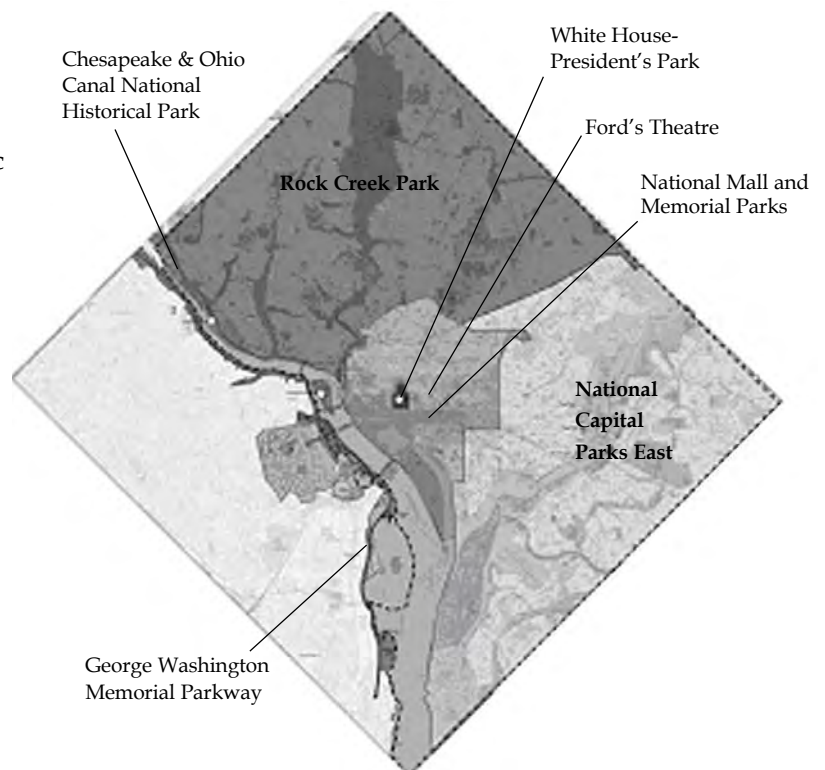 White House-
President’s Park
Chesapeake & Ohio
Canal National
Historical Park
Ford’s Theatre
c
Rock Creek Park
National Mall and
Memorial Parks
National
Capital
Parks East
George Washington
Memorial Parkway